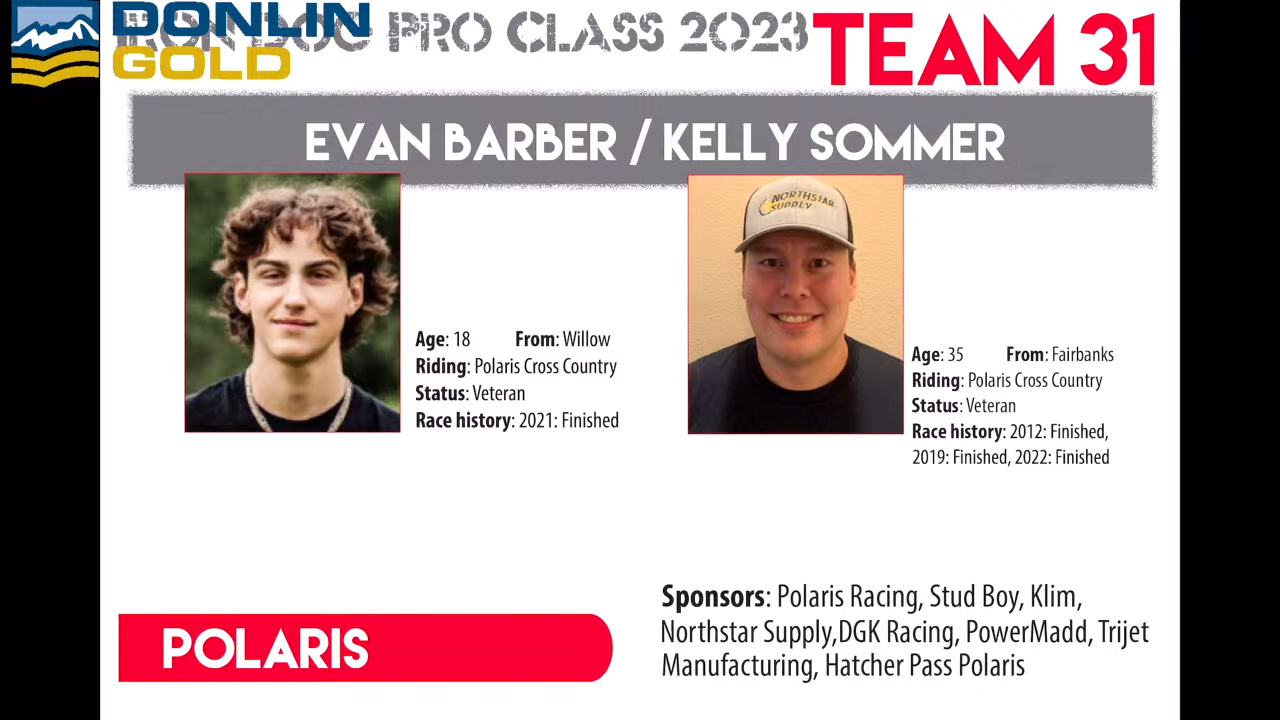 DONLIN
GOLD
PRO CLASS 2023
TEAM 31
EVAN BARBER / KELLY SOMMER
NORTHSTAR
SUPPLY
Age: 18 From: Willow
Riding: Polaris Cross Country
Status: Veteran
Race history: 2021: Finished
Age: 35 From: Fairbanks
Riding: Polaris Cross Country
Status: Veteran
Race history: 2012: Finished,
2019: Finished, 2022: Finished
POLARIS
Sponsors: Polaris Racing, Stud Boy, Klim,
Northstar Supply,DGK Racing, PowerMadd, Trijet
Manufacturing, Hatcher Pass Polaris